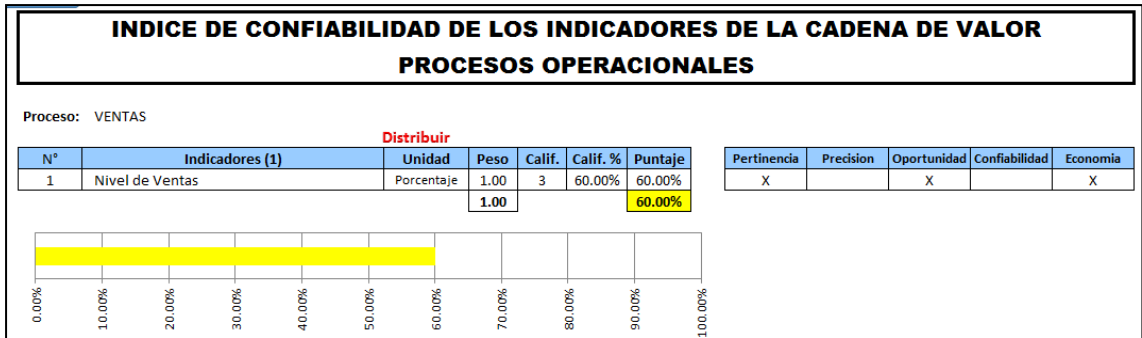 INDICE DE CONFIABILIDAD DE LOS INDICADORES DE LA CADENA DE VALOR
PROCESOS OPERACIONALES
Proceso: VENTAS
Distribuir
N° Indicadores (1) Unidad Peso Calif. Calif. % Puntaje Pertinencia Precision Oportunidad Confiabilidad Economia
1 Nivel de Ventas Porcentaje 1.00 3 60.00% 60.00% X X X
1.00 60.00%
0.00% 10.00% 20.00% 30.00% 40.00% 50.00% 60.00% 70.00% 80.00% 90.00% 100.00%